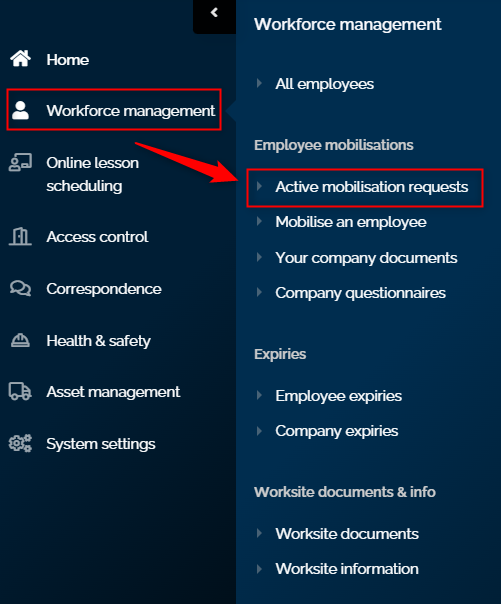 Home
Workforce management
Online lesson
scheduling
Access control
Correspondence
Health & safety
Asset management
System settings
Workforce management
All employees
Employee mobilisations
Active mobilisation requests
Mobilise an employee
Your company documents
Company questionnaires
Expiries
Employee expiries
Company expiries
Worksite documents & info
Worksite documents
Worksite information